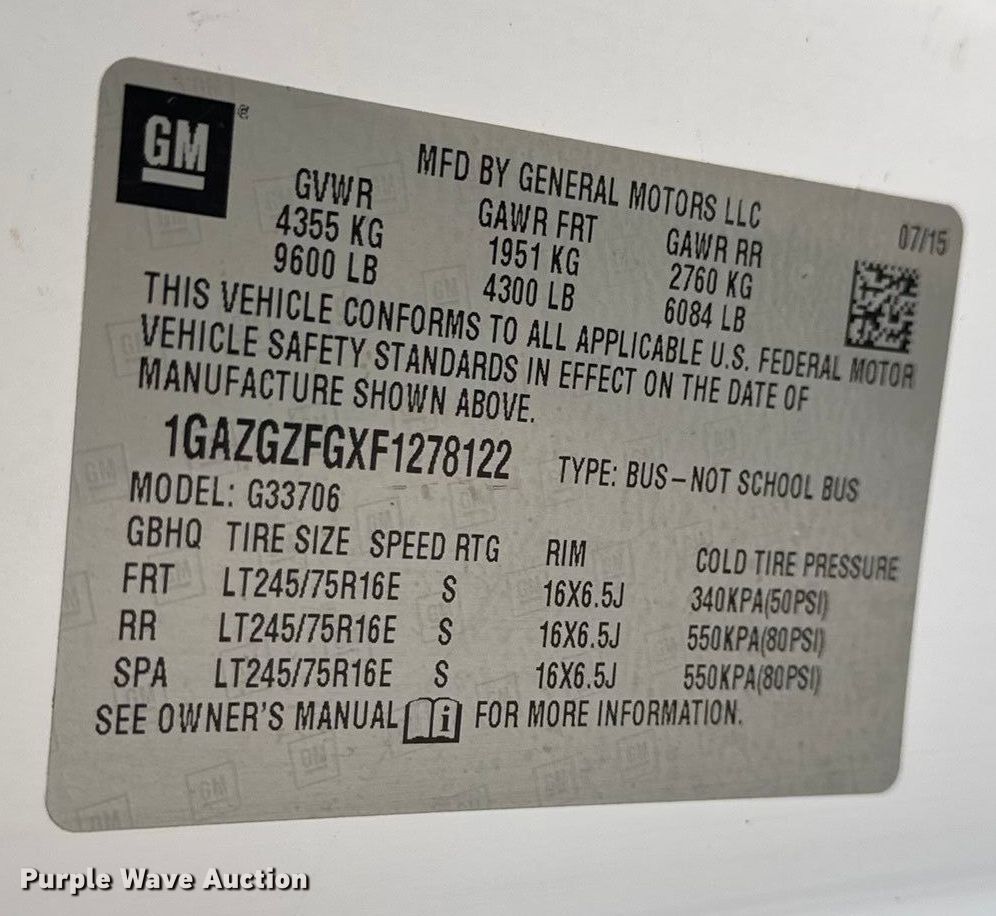 GM ®
MFD BY GENERAL MOTORS LLC
07/15
GVWR GAWR FRT GAWR RR
4355 KG 1951 KG 2760 KG
9600 LB 4300 LB 6084 LB
THIS VEHICLE CONFORMS TO ALL APPLICABLE U.S. FEDERAL MOTOR
VEHICLE SAFETY STANDARDS IN EFFECT ON THE DATE OF
MANUFACTURE SHOWN ABOVE.
1GAZGZFGXF1278122 TYPE: BUS-NOT SCHOOL BUS
MODEL: G33706
GBHQ TIRE SIZE SPEED RTG RIM COLD TIRE PRESSURE
FRT LT245/75R16E S 16X6.5J 340KPA(50PSI)
RR LT245/75R16E S 16X6.5J 550KPA(80PSI)
SPA LT245/75R16E S 16X6.5J 550KPA(80PSI)
SEE OWNER'S MANUAL i FOR MORE INFORMATION.
Purple Wave Auction